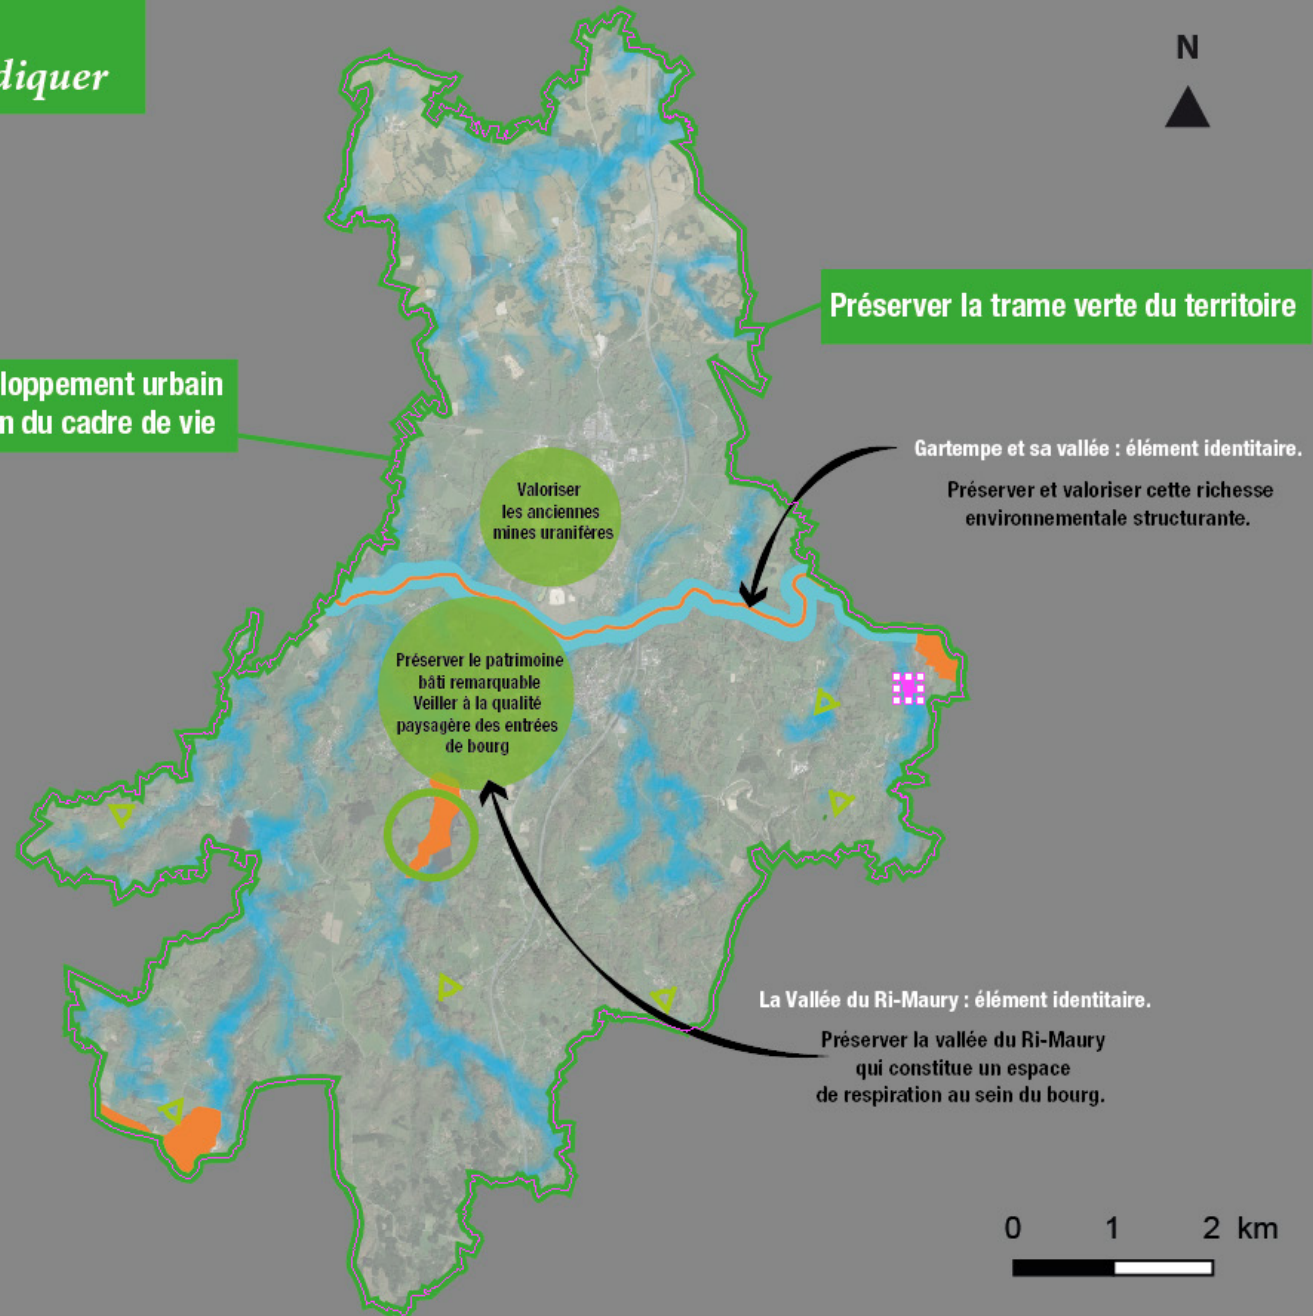 diquer
N
Préserver la trame verte du territoire
loppement urbain
n du cadre de vie
Gartempe et sa vallée : élément identitaire.
Préserver et valoriser cette richesse
environnementale structurante.
Valoriser
les anciennes
mines uranifères
Préserver le patrimoine
bâti remarquable
Veiller à la qualité
paysagère des entrées
de bourg
La Vallée du Ri-Maury : élément identitaire.
Préserver la vallée du Ri-Maury
qui constitue un espace
de respiration au sein du bourg.
0 1 2 km